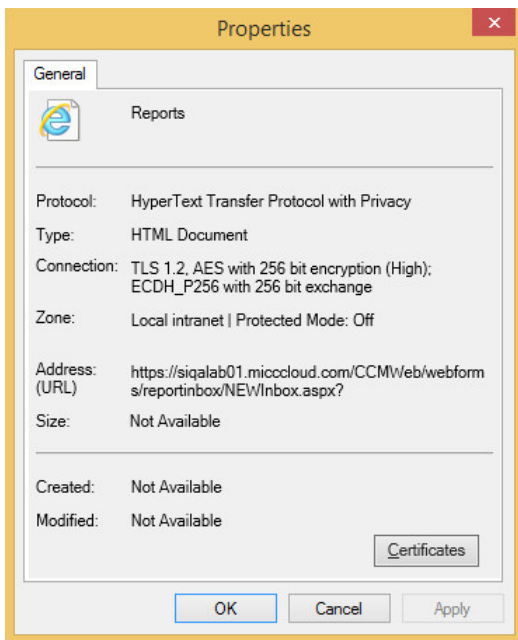 Properties
General
Reports
Protocol: HyperText Transfer Protocol with Privacy
Type: HTML Document
Connection: TLS 1.2, AES with 256 bit encryption (High);
ECDH_P256 with 256 bit exchange
Zone: Local intranet | Protected Mode: Off
Address: https://siqalab01.micccloud.com/CCMWeb/webform
(URL) s/reportinbox/NEWInbox.aspx?
Size: Not Available
Created: Not Available
Modified: Not Available
Certificates
OK Cancel Apply